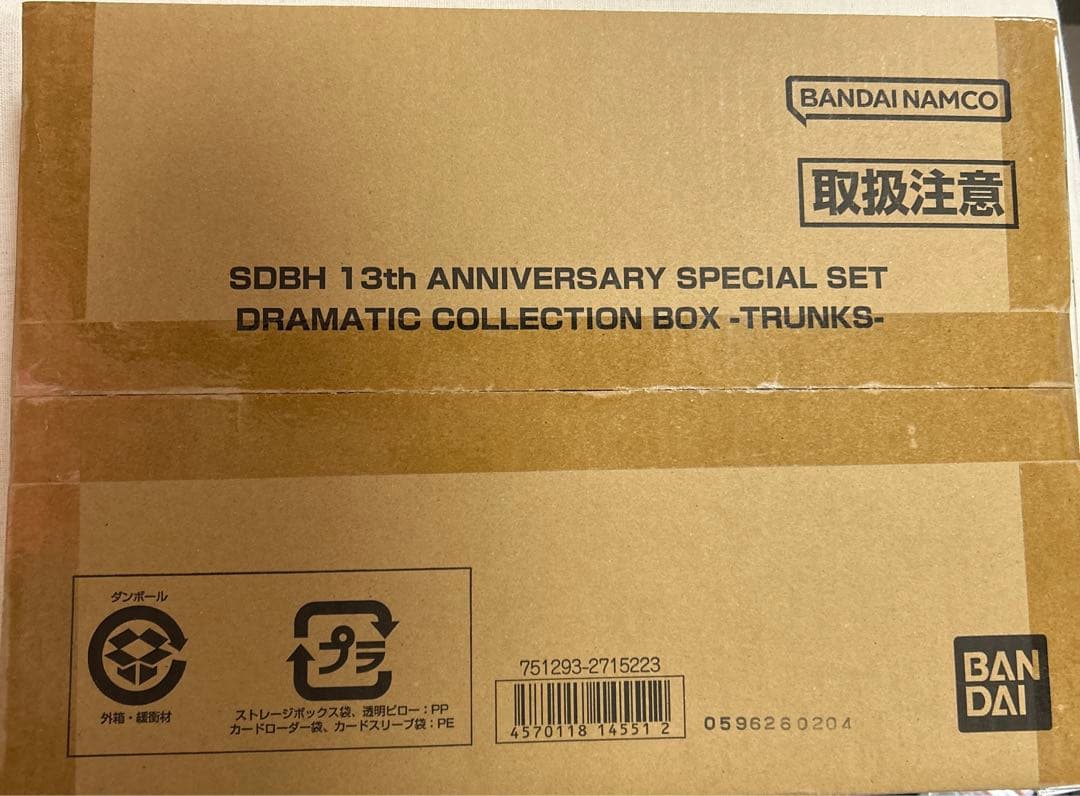 BANDAI NAMCO
取扱注意
SDBH 13th ANNIVERSARY SPECIAL SET
DRAMATIC COLLECTION BOX -TRUNKS-
ダンボール
外箱・緩衝材
プラ
ストレージボックス袋、透明ピロー：PP
カードローダー袋、カードスリーブ袋：PE
751293-2715223
4570118 14551 2
0596260204
BAN
DAI